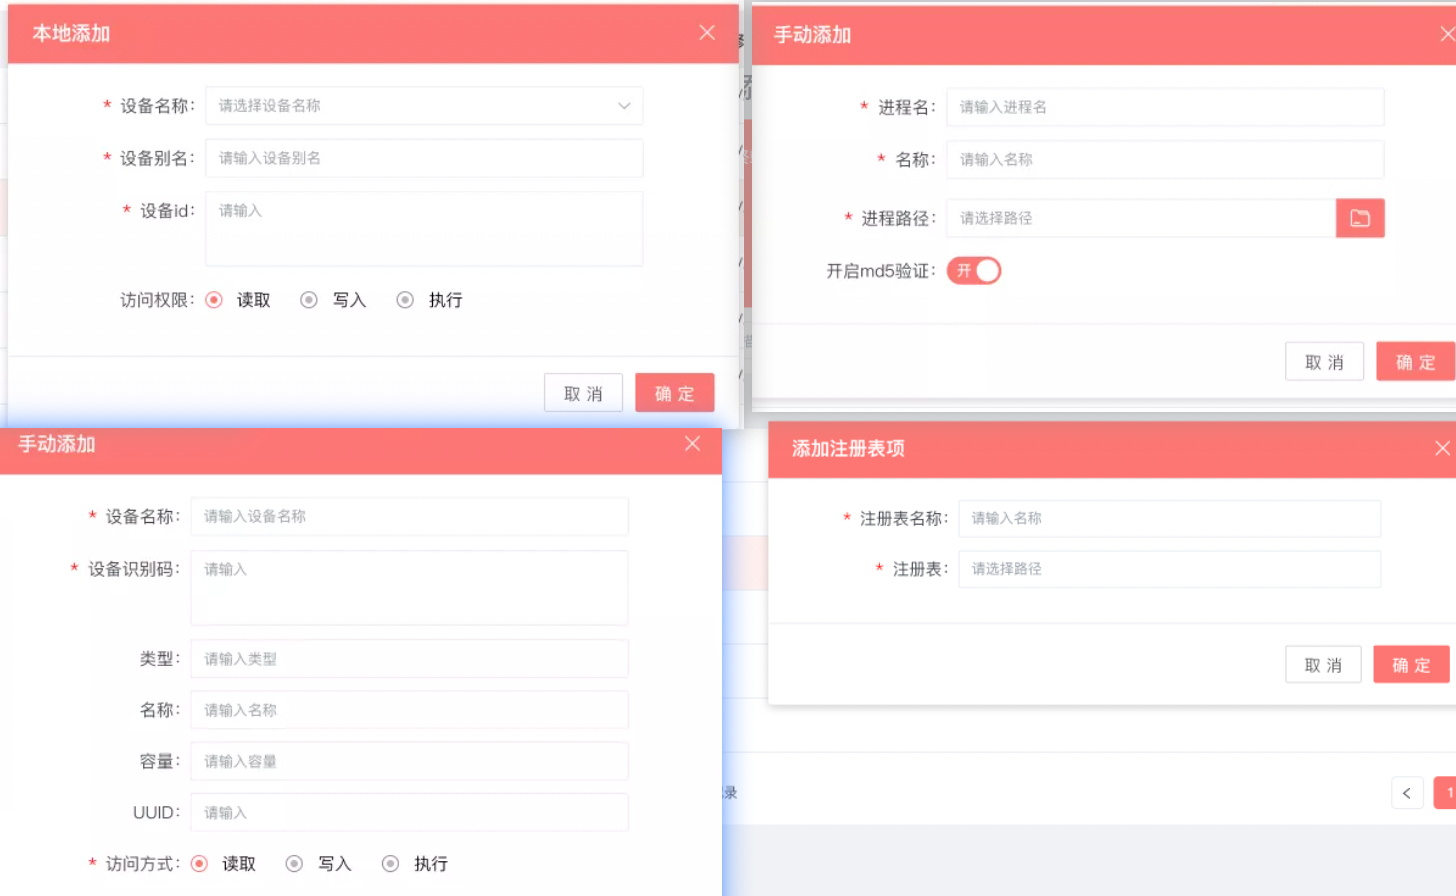 本地添加
* 设备名称: 请选择设备名称
* 设备别名: 请输入设备别名
* 设备id: 请输入
访问权限: 读取 写入 执行
取 消 确 定
手动添加
* 进程名: 请输入进程名
* 名称: 请输入名称
* 进程路径: 请选择路径
开启md5验证: 开
取 消 确 定
手动添加
* 设备名称: 请输入设备名称
* 设备识别码: 请输入
类型: 请输入类型
名称: 请输入名称
容量: 请输入容量
UUID: 请输入
* 访问方式: 读取 写入 执行
添加注册表项
* 注册表名称: 请输入名称
* 注册表: 请选择路径
取 消 确 定
录
< 1